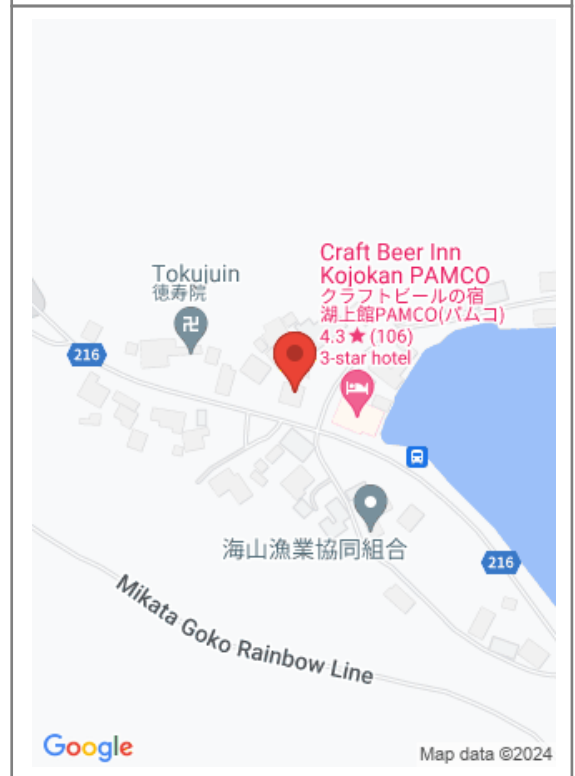 Craft Beer Inn
Kojokan PAMCO
クラフトビールの宿
湖上館PAMCO(パムコ)
4.3★(106)
3-star hotel
Tokujuin
徳寿院
卍
216
海山漁業協同組合
216
Mikata Goko Rainbow Line
Google
Map data ©2024